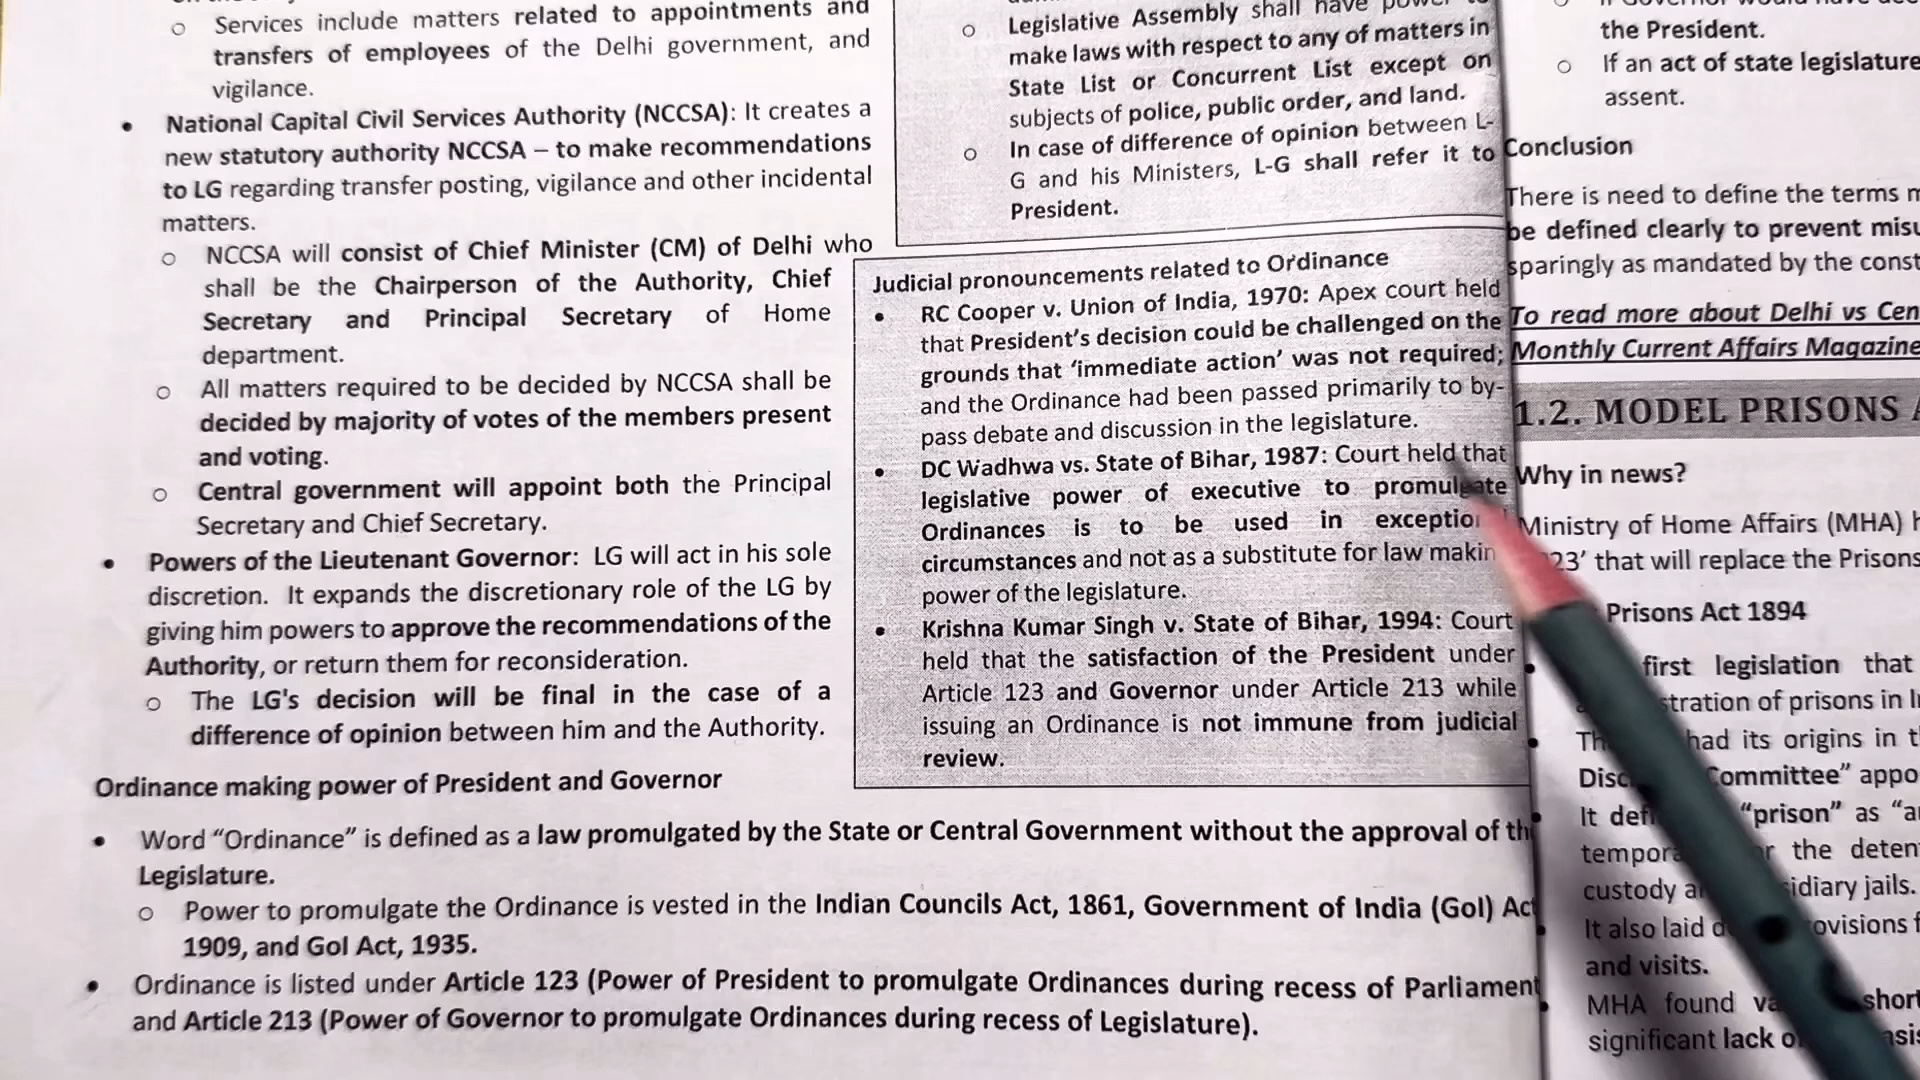 Services include matters related to appointments and
transfers of employees of the Delhi government, and
vigilance.
National Capital Civil Services Authority (NCCSA): It creates a
new statutory authority NCCSA – to make recommendations
to LG regarding transfer posting, vigilance and other incidental
matters.
NCCSA will consist of Chief Minister (CM) of Delhi who
shall be the Chairperson of the Authority, Chief
Secretary and Principal Secretary of Home
department.
All matters required to be decided by NCCSA shall be
decided by majority of votes of the members present
and voting.
Central government will appoint both the Principal
Secretary and Chief Secretary.
Powers of the Lieutenant Governor: LG will act in his sole
discretion. It expands the discretionary role of the LG by
giving him powers to approve the recommendations of the
Authority, or return them for reconsideration.
The LG's decision will be final in the case of a
difference of opinion between him and the Authority.
Legislative Assembly shall have power to
make laws with respect to any of matters in
State List or Concurrent List except on
subjects of police, public order, and land.
In case of difference of opinion between L-
G and his Ministers, L-G shall refer it to
President.
Judicial pronouncements related to Ordinance
RC Cooper v. Union of India, 1970: Apex court held
that President's decision could be challenged on the
grounds that 'immediate action' was not required;
and the Ordinance had been passed primarily to by-
pass debate and discussion in the legislature.
DC Wadhwa vs. State of Bihar, 1987: Court held that
legislative power of executive to promulgate
Ordinances is to be used in
circumstances and not as a substitute for law
power of the legislature.
Krishna Kumar Singh v. State of Bihar, 1994: Court
held that the satisfaction of the President under
Article 123 and Governor under Article 213 while
issuing an Ordinance is not immune from judicial
review.
Ordinance making power of President and Governor
Word “Ordinance” is defined as a law promulgated by the State or Central Government without the approval of
Legislature.
Power to promulgate the Ordinance is vested in the Indian Councils Act, 1861, Government of India (GoI)
1909, and GoI Act, 1935.
Ordinance is listed under Article 123 (Power of President to promulgate Ordinances during recess of Parliament
and Article 213 (Power of Governor to promulgate Ordinances during recess of Legislature).
the President.
If an act of state legislature
assent.
Conclusion
There is need to define the terms
be defined clearly to prevent
sparingly as mandated by the
To read more about Delhi vs
Monthly Current Affairs Magazine
1.2. MODEL PRISONS
Why in news?
Ministry of Home Affairs (MHA)
23’ that will replace the Prisons
Prisons Act 1894
first legislation that
of prisons in
had its origins in
Committee” 
It “prison” as
the
custody jails.
It also laid
and visits.
MHA found
significant lack